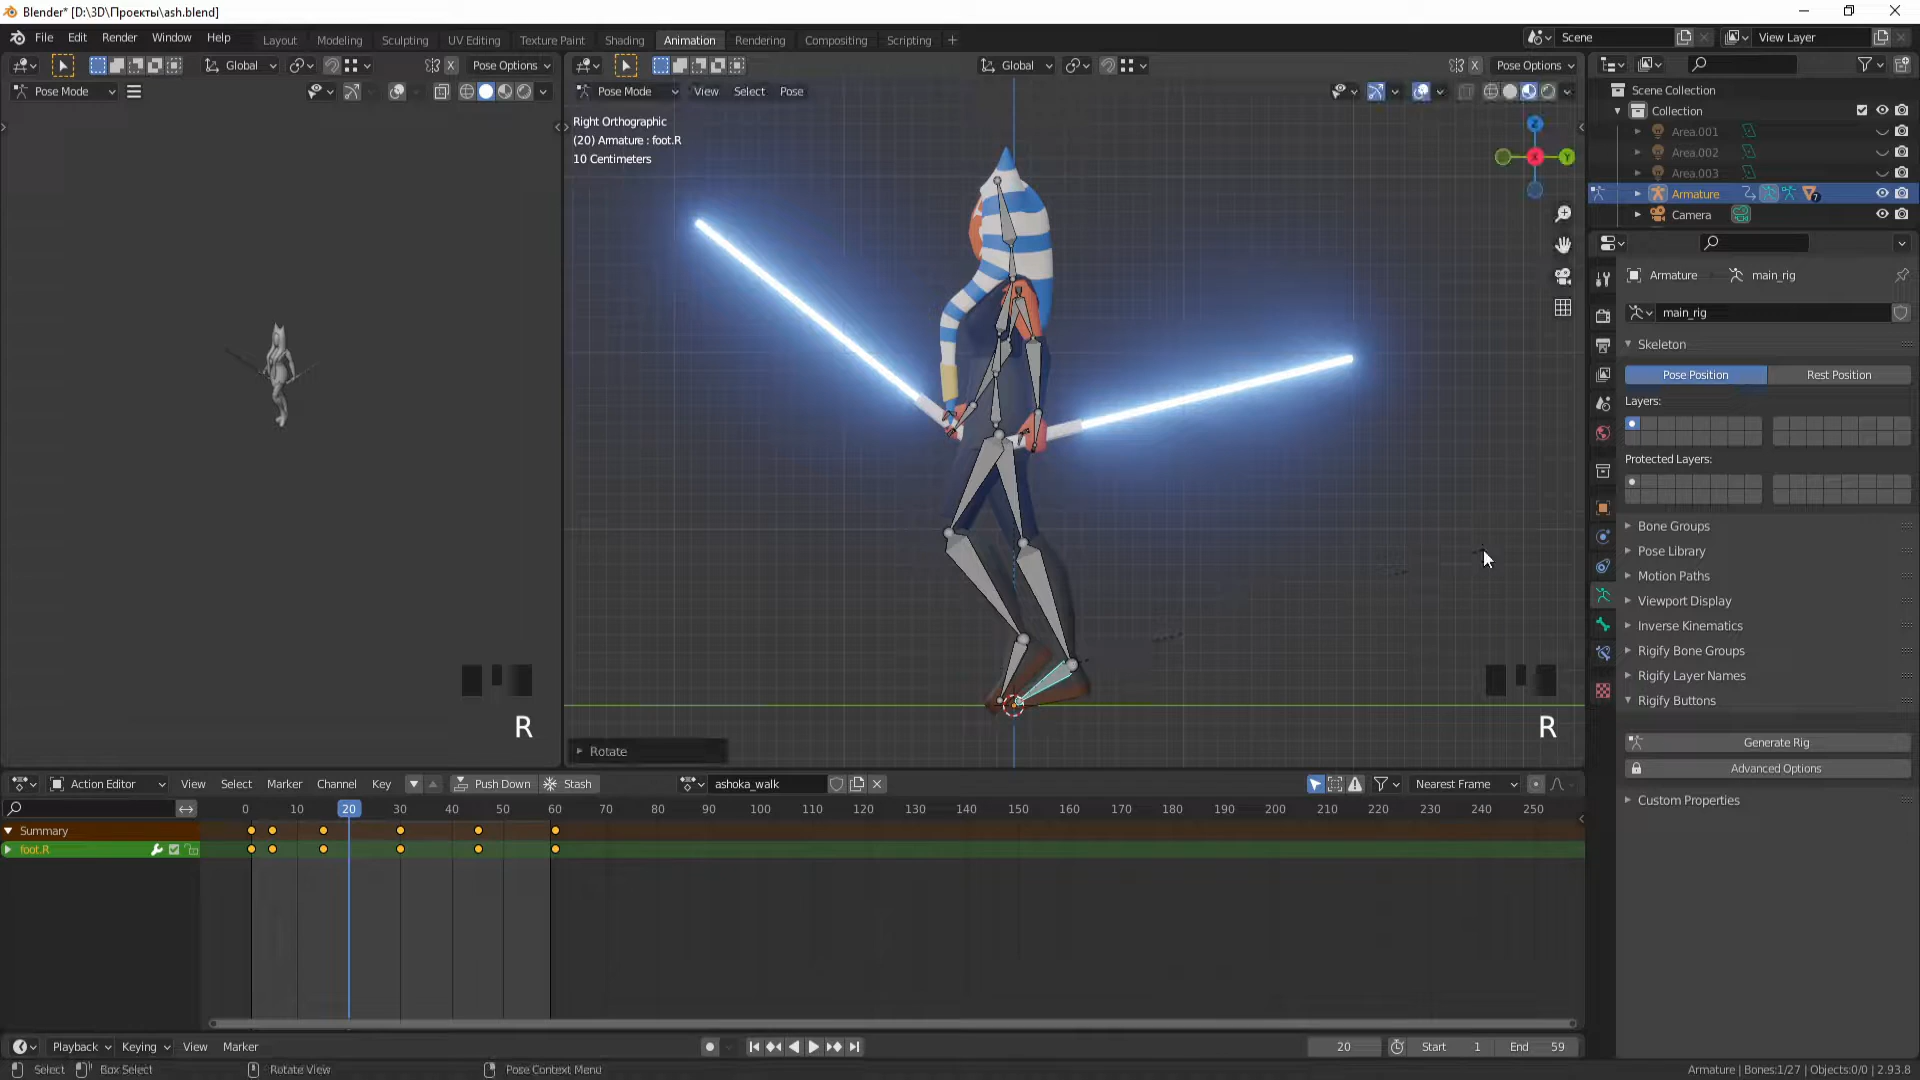 Blender* [D:\3D\Проекты\ash.blend]
File Edit Render Window Help
Layout Modeling Sculpting UV Editing Texture Paint Shading Animation Rendering Compositing Scripting +
Scene
View Layer
Global
X Pose Options
Global
X Pose Options
Pose Mode
Pose Mode View Select Pose
Right Orthographic
(20) Armature : foot.R
10 Centimeters
Z
X
Y
R
R
Rotate
Scene Collection
Collection
Area.001
Area.002
Area.003
Armature 7
Camera
Armature main_rig
main_rig
Skeleton
Pose Position Rest Position
Layers:
Protected Layers:
Bone Groups
Pose Library
Motion Paths
Viewport Display
Inverse Kinematics
Rigify Bone Groups
Rigify Layer Names
Rigify Buttons
Generate Rig
Advanced Options
Custom Properties
Action Editor View Select Marker Channel Key Push Down Stash ashoka_walk Nearest Frame
0 10 20 30 40 50 60 70 80 90 100 110 120 130 140 150 160 170 180 190 200 210 220 230 240 250
Summary
foot.R
Playback Keying View Marker 20 Start 1 End 59
Select Box Select Rotate View Pose Context Menu Armature | Bones:1/27 | Objects:0/0 | 2.93.8